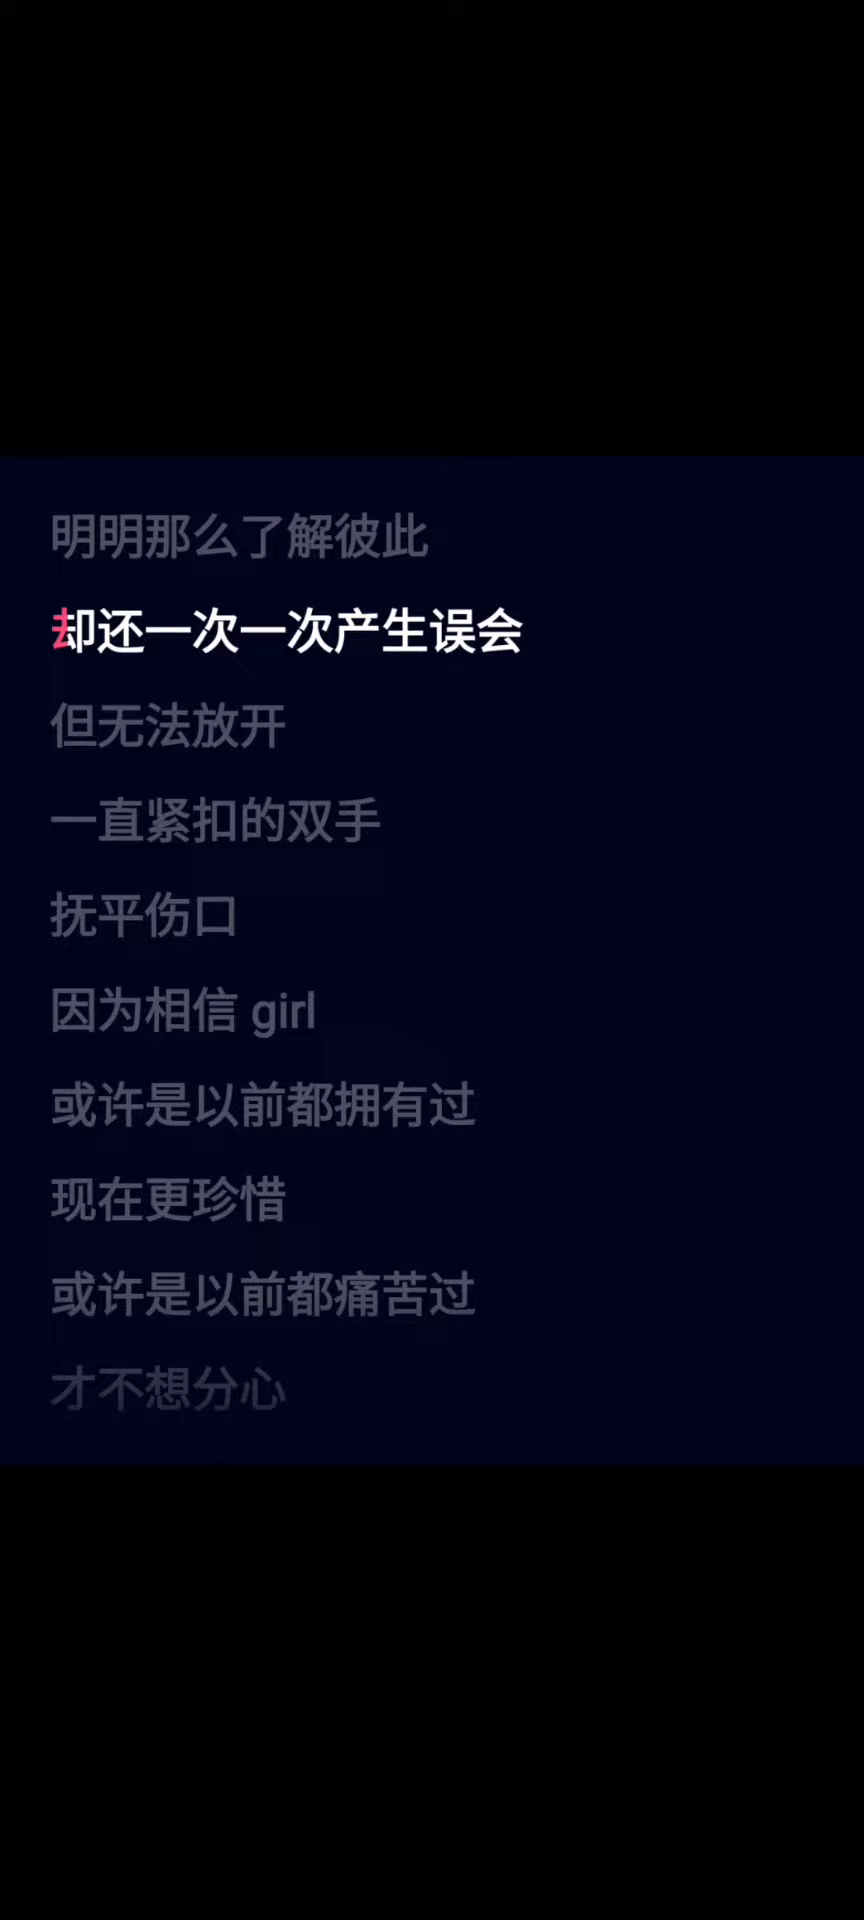 明明那么了解彼此
却还一次一次产生误会
但无法放开
一直紧扣的双手
抚平伤口
因为相信 girl
或许是以前都拥有过
现在更珍惜
或许是以前都痛苦过
才不想分心